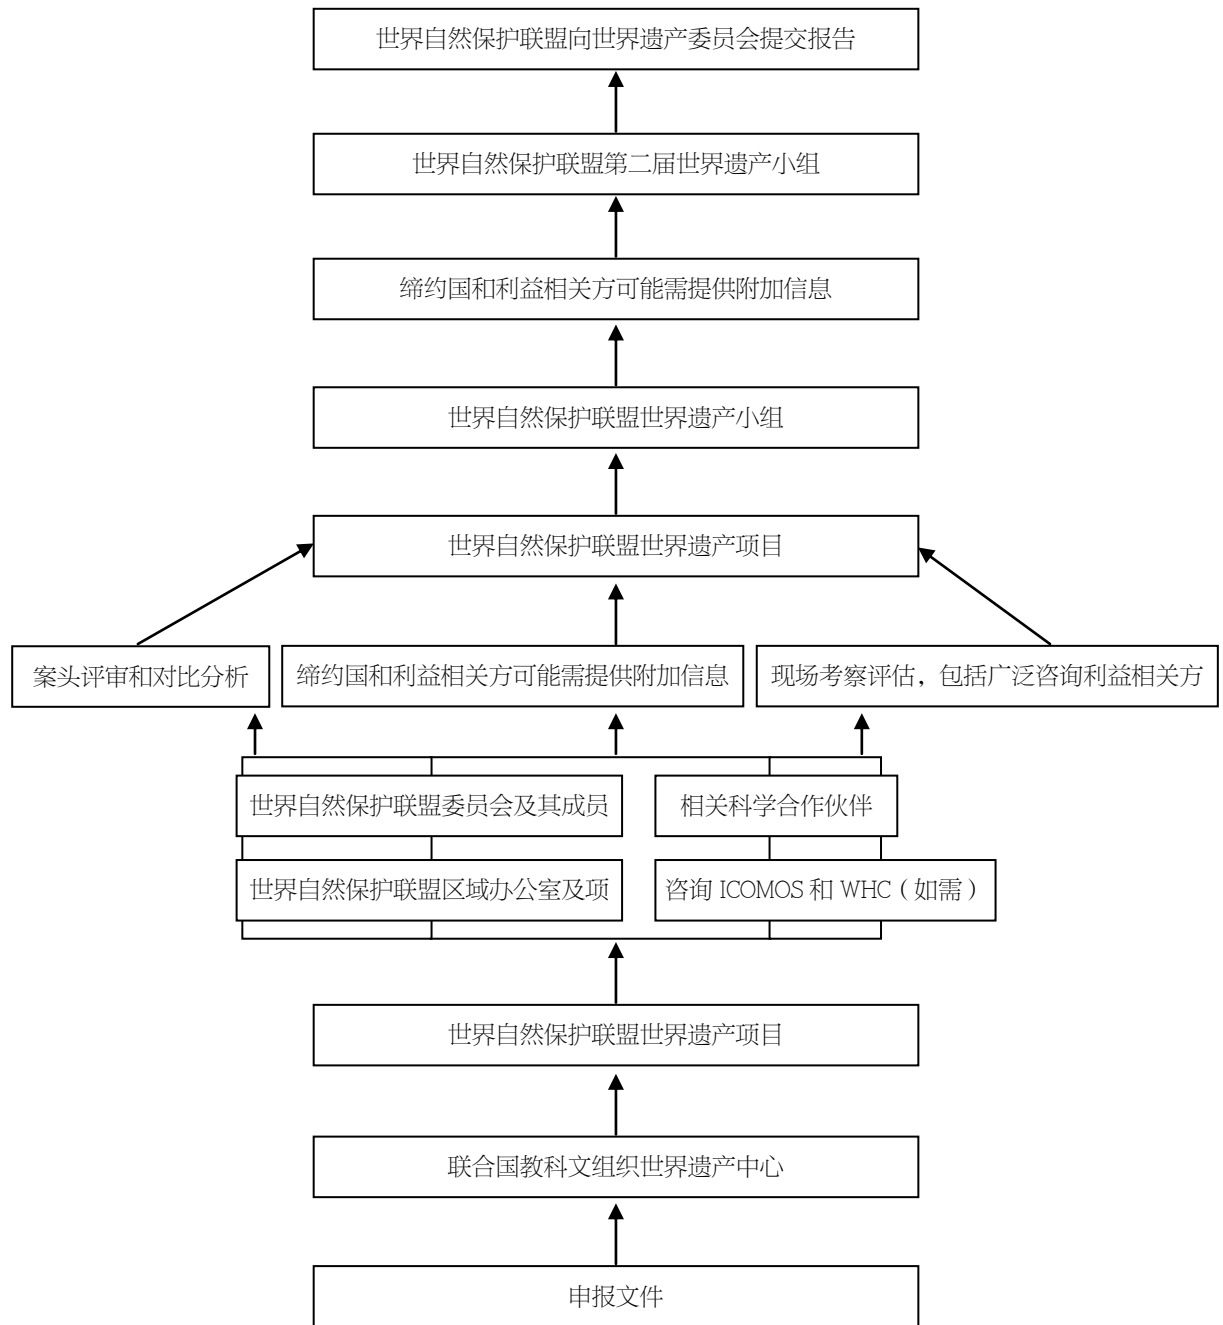 世界自然保护联盟向世界遗产委员会提交报告
世界自然保护联盟第二届世界遗产小组
缔约国和利益相关方可能需提供附加信息
世界自然保护联盟世界遗产小组
世界自然保护联盟世界遗产项目
案头评审和对比分析
缔约国和利益相关方可能需提供附加信息
现场考察评估，包括广泛咨询利益相关方
世界自然保护联盟委员会及其成员
相关科学合作伙伴
世界自然保护联盟区域办公室及项
咨询 ICOMOS 和 WHC（如需）
世界自然保护联盟世界遗产项目
联合国教科文组织世界遗产中心
申报文件